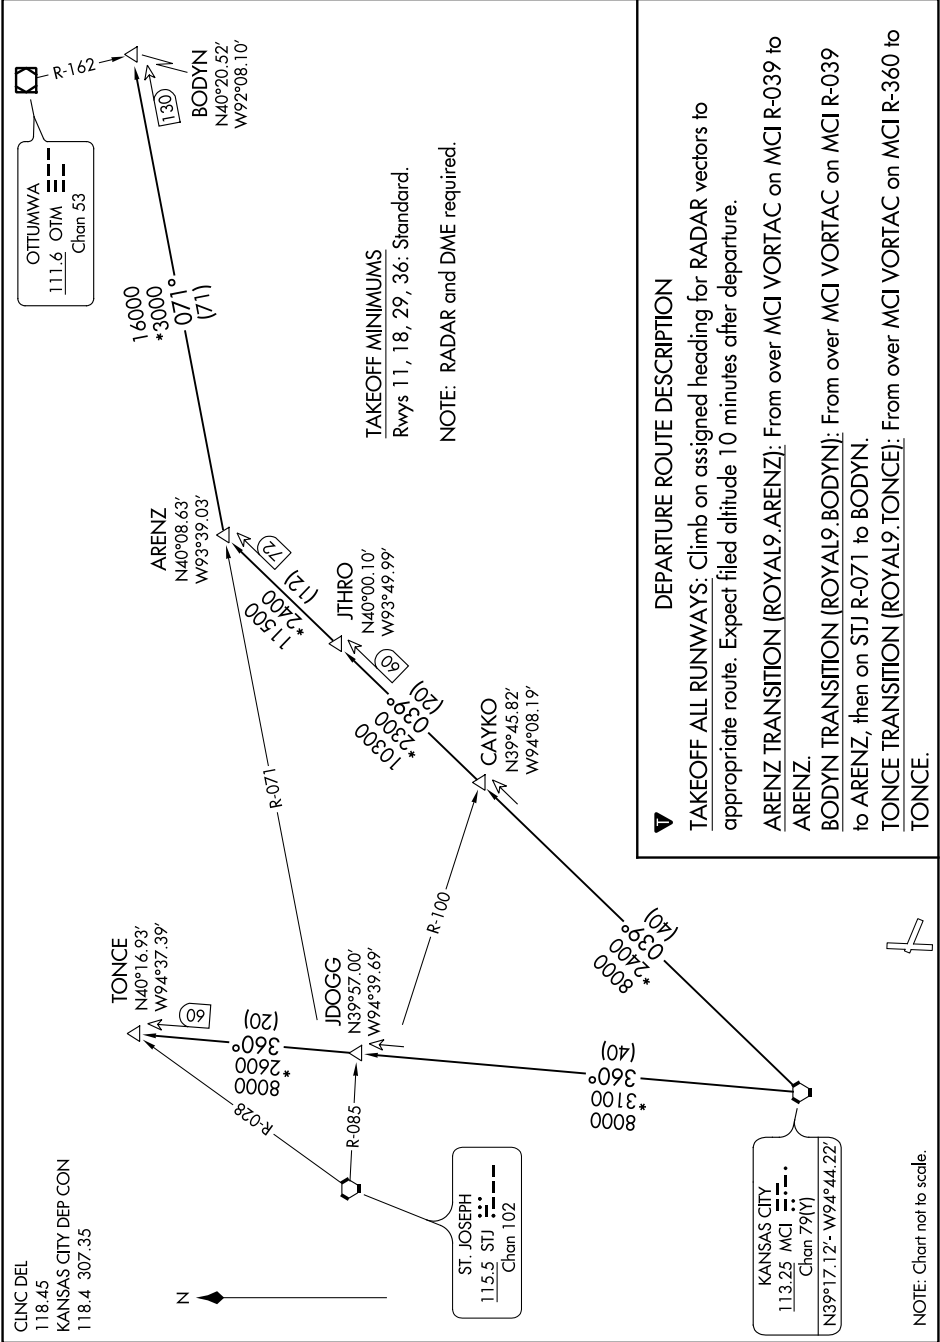 CLNC DEL
118.45
KANSAS CITY DEP CON
118.4 307.35
N
TONCE
N40°16.93’
W94°37.39’
60
8000
*2600
360°
(20)
R-028
JDOGG
N39°57.00’
W94°39.69’
R-085
R-071
R-100
ST. JOSEPH
115.5 STJ
Chan 102
8000
*3100
360°
(40)
KANSAS CITY
113.25 MCI
Chan 79(Y)
N39°17.12’- W94°44.22’
NOTE: Chart not to scale.
8000
*2400
039°
(40)
CAYKO
N39°45.82’
W94°08.19’
10300
*2300
039°
(20)
60
JTHRO
N40°00.10’
W93°49.99’
11500
*2400
(12)
72
ARENZ
N40°08.63’
W93°39.03’
16000
*3000
071°
(71)
130
BODYN
N40°20.52’
W92°08.10’
R-162
OTTUMWA
111.6 OTM
Chan 53
TAKEOFF MINIMUMS
Rwys 11, 18, 29, 36: Standard.
NOTE: RADAR and DME required.
T
DEPARTURE ROUTE DESCRIPTION
TAKEOFF ALL RUNWAYS: Climb on assigned heading for RADAR vectors to
appropriate route. Expect filed altitude 10 minutes after departure.
ARENZ TRANSITION (ROYAL9.ARENZ): From over MCI VORTAC on MCI R-039 to
ARENZ.
BODYN TRANSITION (ROYAL9.BODYN): From over MCI VORTAC on MCI R-039
to ARENZ, then on STJ R-071 to BODYN.
TONCE TRANSITION (ROYAL9.TONCE): From over MCI VORTAC on MCI R-360 to
TONCE.